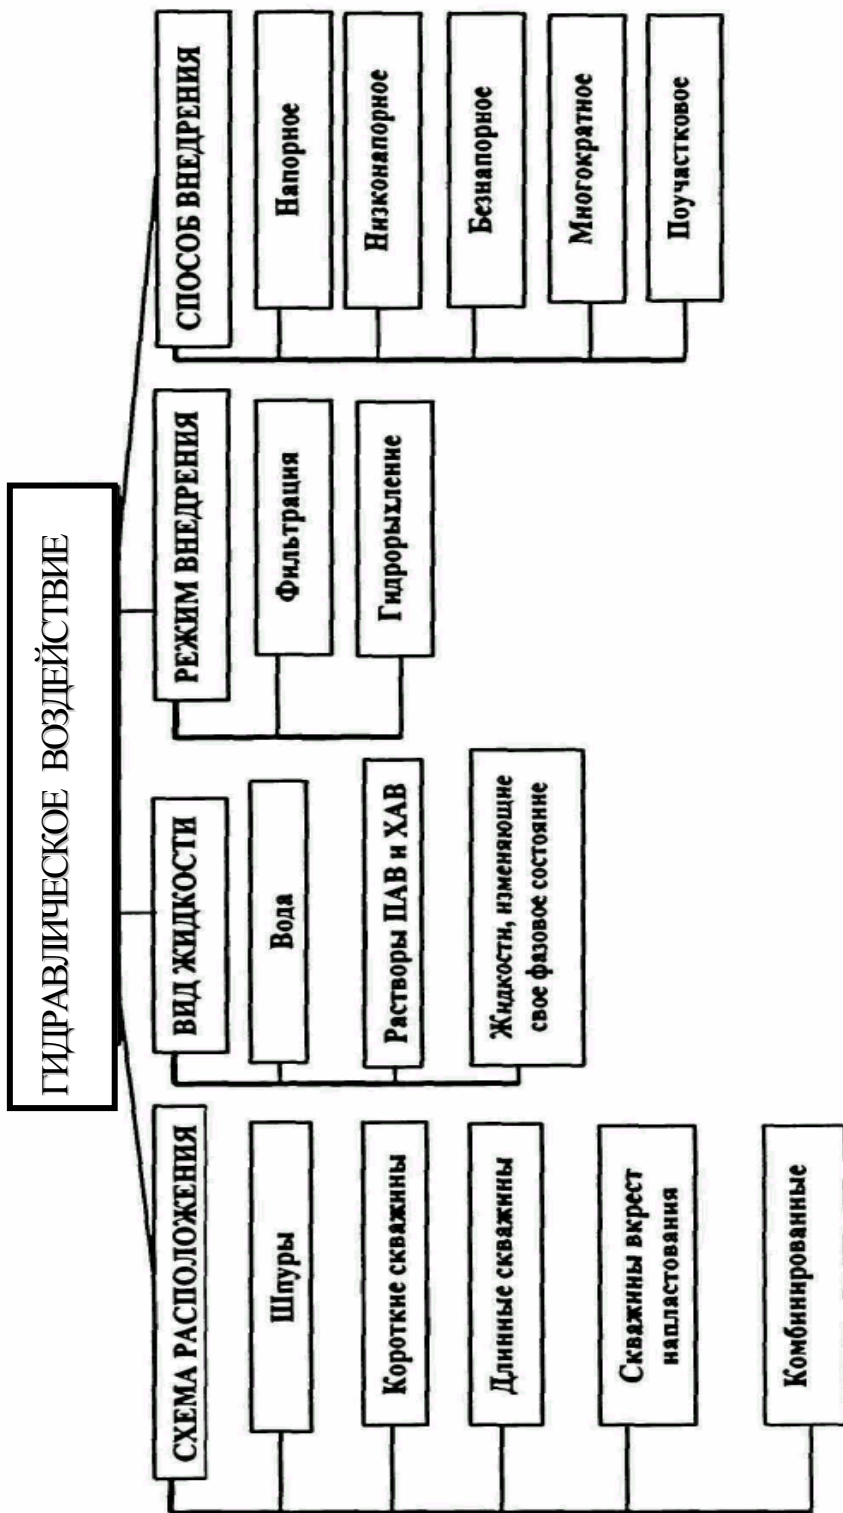 ГИДРАВЛИЧЕСКОЕ ВОЗДЕЙСТВИЕ
СХЕМА РАСПОЛОЖЕНИЯ
Шпуры
Короткие скважины
Длинные скважины
Скважины вкрест
напластования
Комбинированные
ВИД ЖИДКОСТИ
Вода
Растворы ПАВ и ХАВ
Жидкости, изменяющие
свое фазовое состояние
РЕЖИМ ВНЕДРЕНИЯ
Фильтрация
Гидрорыхление
СПОСОБ ВНЕДРЕНИЯ
Напорное
Низконапорное
Безнапорное
Многократное
Поучастковое